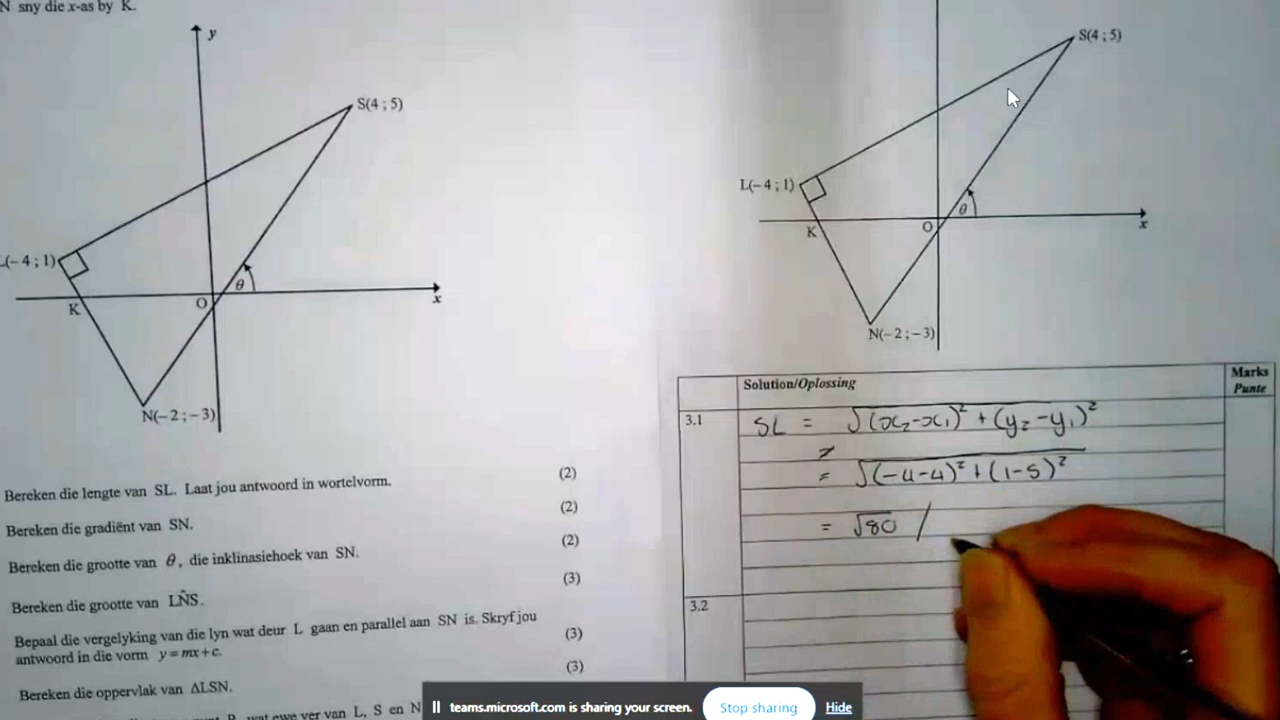 N sny die x-as by K.
y
S(4 ; 5)
L(– 4 ; 1)
θ
K
O
x
N(– 2 ; – 3)
Bereken die lengte van SL. Laat jou antwoord in wortelvorm. (2)
Bereken die gradiënt van SN. (2)
Bereken die grootte van θ, die inklinasiehoek van SN. (2)
Bereken die grootte van LN̂S. (3)
Bepaal die vergelyking van die lyn wat deur L gaan en parallel aan SN is. Skryf jou
antwoord in die vorm y = mx + c. (3)
Bereken die oppervlak van ΔLSN. (3)
wat ewe ver van L, S en N
S(4 ; 5)
L(– 4 ; 1)
θ
K
O
x
N(– 2 ; – 3)
Solution/Oplossing
Marks
Punte
3.1
SL = √(x₂-x₁)² + (y₂-y₁)²
= √(-4-4)² + (1-5)²
= √80 /
3.2
teams.microsoft.com is sharing your screen.
Stop sharing
Hide